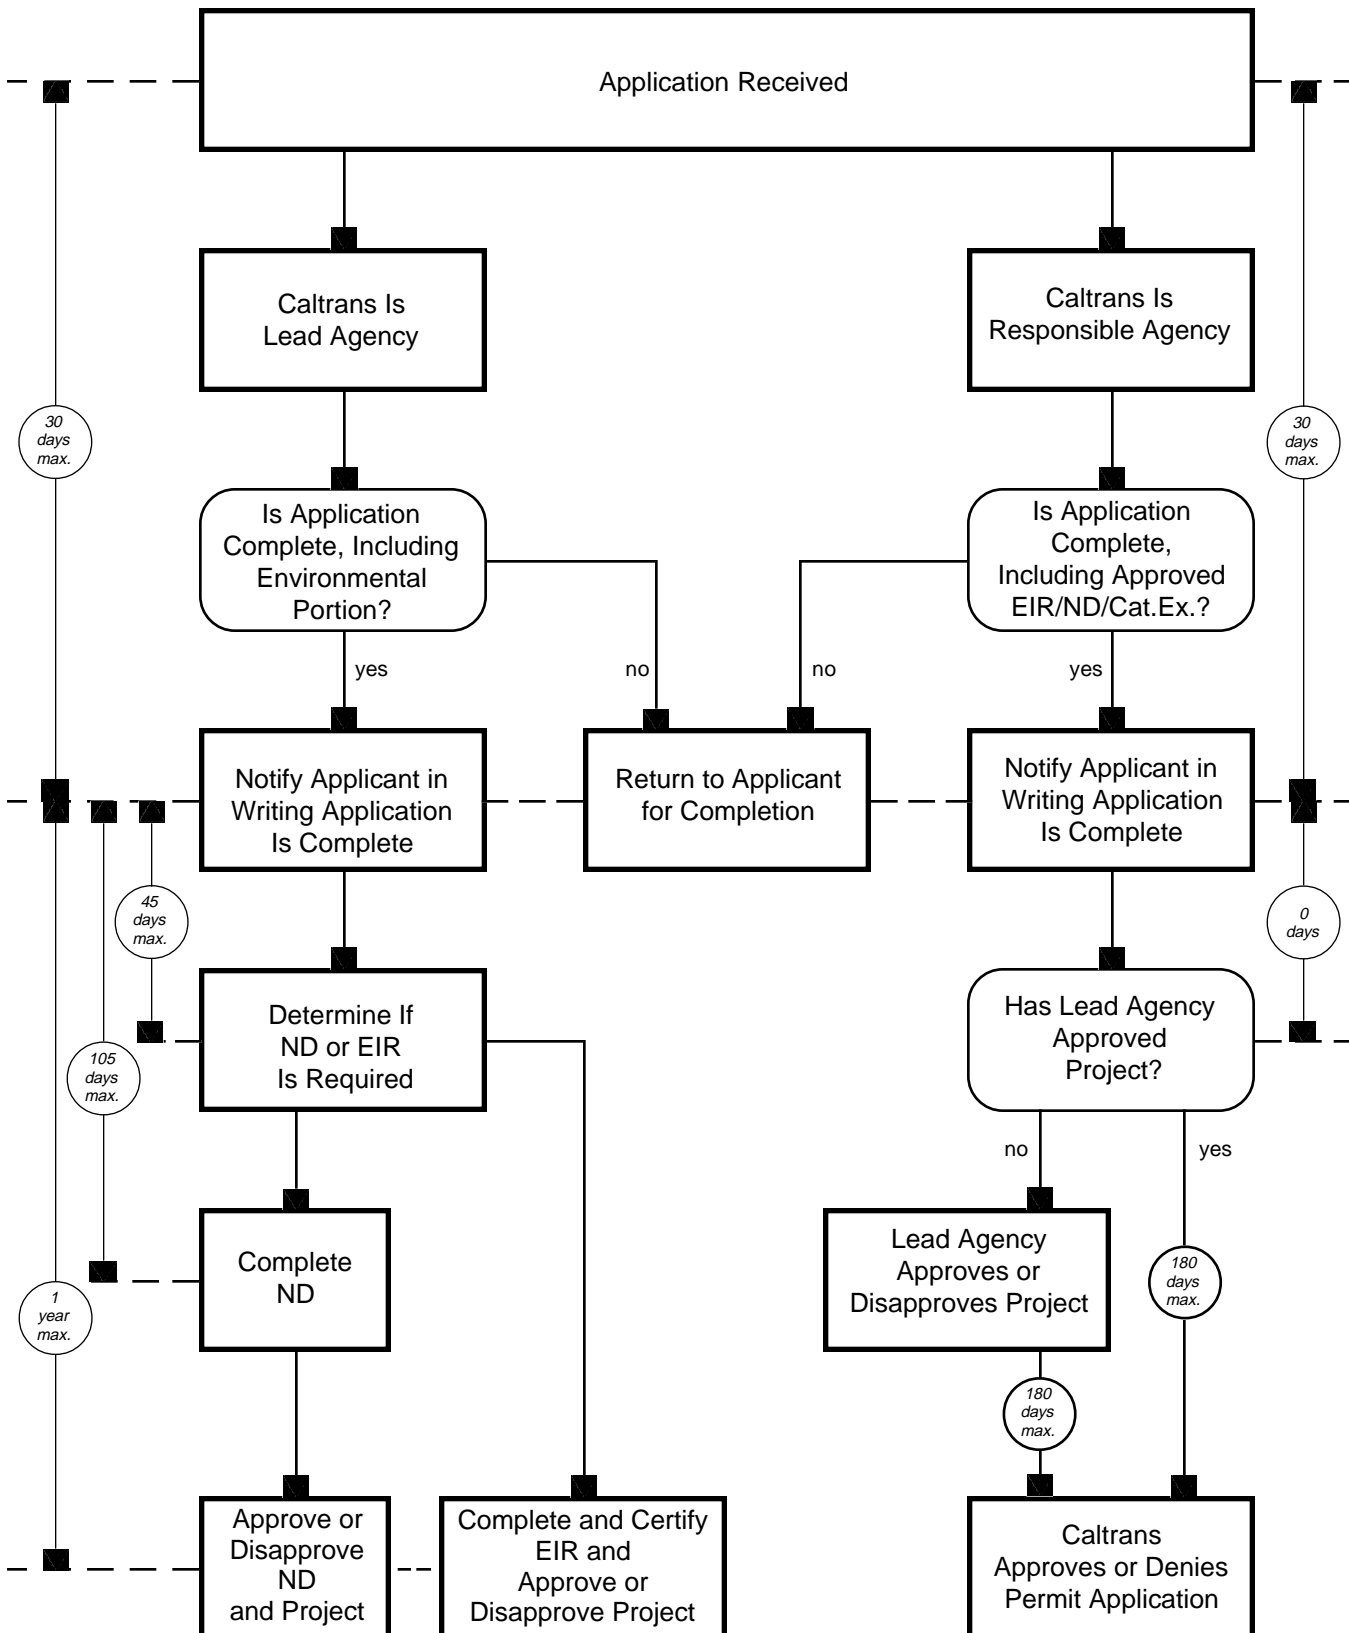 Application Received
Caltrans Is
Lead Agency
Caltrans Is
Responsible Agency
30
days
max.
30
days
max.
Is Application
Complete, Including
Environmental
Portion?
Is Application
Complete,
Including Approved
EIR/ND/Cat.Ex.?
yes
no
no
yes
Notify Applicant in
Writing Application
Is Complete
Return to Applicant
for Completion
Notify Applicant in
Writing Application
Is Complete
45
days
max.
0
days
Determine If
ND or EIR
Is Required
Has Lead Agency
Approved
Project?
105
days
max.
no
yes
Complete
ND
Lead Agency
Approves or
Disapproves Project
180
days
max.
1
year
max.
180
days
max.
Approve or
Disapprove
ND
and Project
Complete and Certify
EIR and
Approve or
Disapprove Project
Caltrans
Approves or Denies
Permit Application